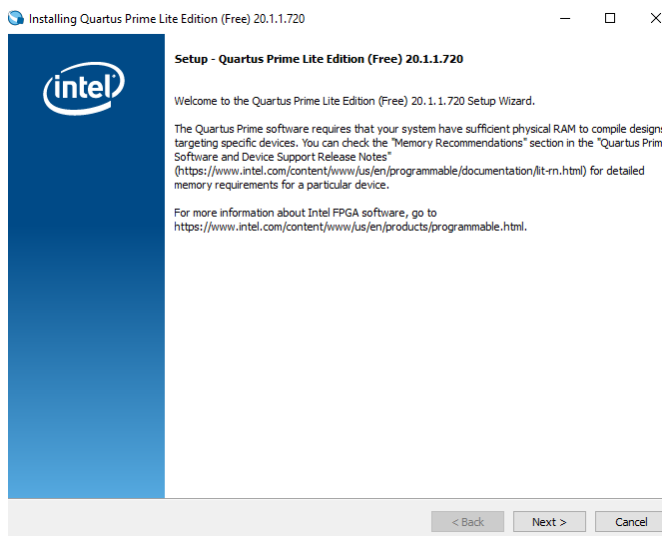 Installing Quartus Prime Lite Edition (Free) 20.1.1.720
intel
Setup - Quartus Prime Lite Edition (Free) 20.1.1.720
Welcome to the Quartus Prime Lite Edition (Free) 20.1.1.720 Setup Wizard.
The Quartus Prime software requires that your system have sufficient physical RAM to compile designs
targeting specific devices. You can check the "Memory Recommendations" section in the "Quartus Prim
Software and Device Support Release Notes"
(https://www.intel.com/content/www/us/en/programmable/documentation/lit-rn.html) for detailed
memory requirements for a particular device.
For more information about Intel FPGA software, go to
https://www.intel.com/content/www/us/en/products/programmable.html.
< Back
Next >
Cancel